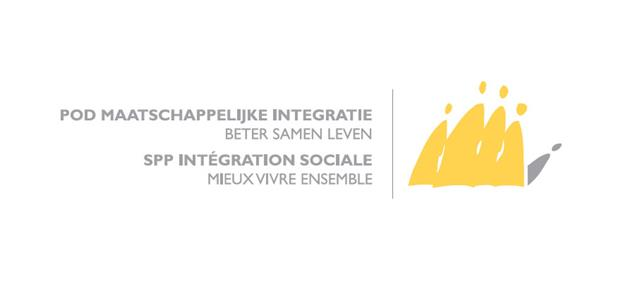 POD MAATSCHAPPELIJKE INTEGRATIE
BETER SAMEN LEVEN
SPP INTÉGRATION SOCIALE
MIEUX VIVRE ENSEMBLE